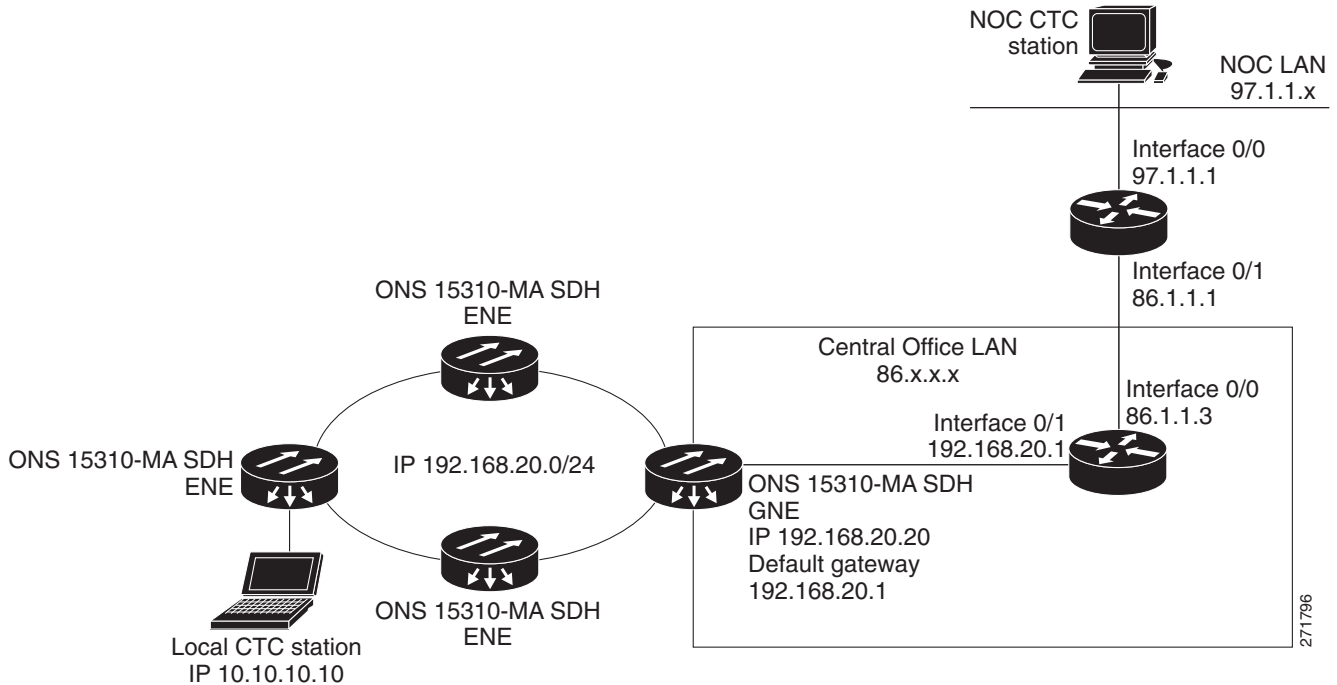 NOC CTC
station
NOC LAN
97.1.1.x
Interface 0/0
97.1.1.1
Interface 0/1
86.1.1.1
ONS 15310-MA SDH
ENE
Central Office LAN
86.x.x.x
Interface 0/0
86.1.1.3
Interface 0/1
192.168.20.1
ONS 15310-MA SDH
ENE
IP 192.168.20.0/24
ONS 15310-MA SDH
GNE
IP 192.168.20.20
Default gateway
192.168.20.1
ONS 15310-MA SDH
ENE
Local CTC station
IP 10.10.10.10
271796